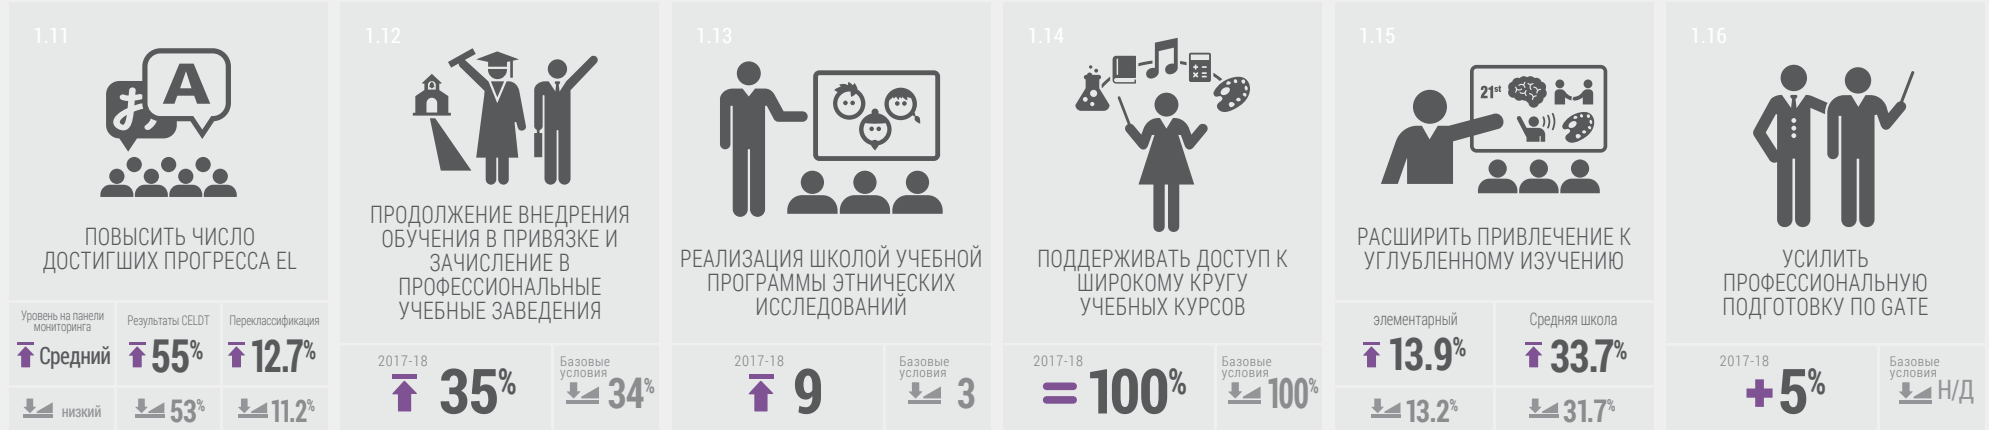 1.11
A
ПОВЫСИТЬ ЧИСЛО
ДОСТИГШИХ ПРОГРЕССА EL
Уровень на панели
мониторинга
Средний
низкий
Результаты CELDT
55%
53%
Переклассификация
12.7%
11.2%
1.12
ПРОДОЛЖЕНИЕ ВНЕДРЕНИЯ
ОБУЧЕНИЯ В ПРИВЯЗКЕ И
ЗАЧИСЛЕНИЕ В
ПРОФЕССИОНАЛЬНЫЕ
УЧЕБНЫЕ ЗАВЕДЕНИЯ
2017-18
35%
Базовые
условия
34%
1.13
РЕАЛИЗАЦИЯ ШКОЛОЙ УЧЕБНОЙ
ПРОГРАММЫ ЭТНИЧЕСКИХ
ИССЛЕДОВАНИЙ
2017-18
9
Базовые
условия
3
1.14
ПОДДЕРЖИВАТЬ ДОСТУП К
ШИРОКОМУ КРУГУ
УЧЕБНЫХ КУРСОВ
2017-18
100%
Базовые
условия
100%
1.15
21st
РАСШИРИТЬ ПРИВЛЕЧЕНИЕ К
УГЛУБЛЕННОМУ ИЗУЧЕНИЮ
элементарный
13.9%
13.2%
Средняя школа
33.7%
31.7%
1.16
УСИЛИТЬ
ПРОФЕССИОНАЛЬНУЮ
ПОДГОТОВКУ ПО GATE
2017-18
+5%
Базовые
условия
Н/Д